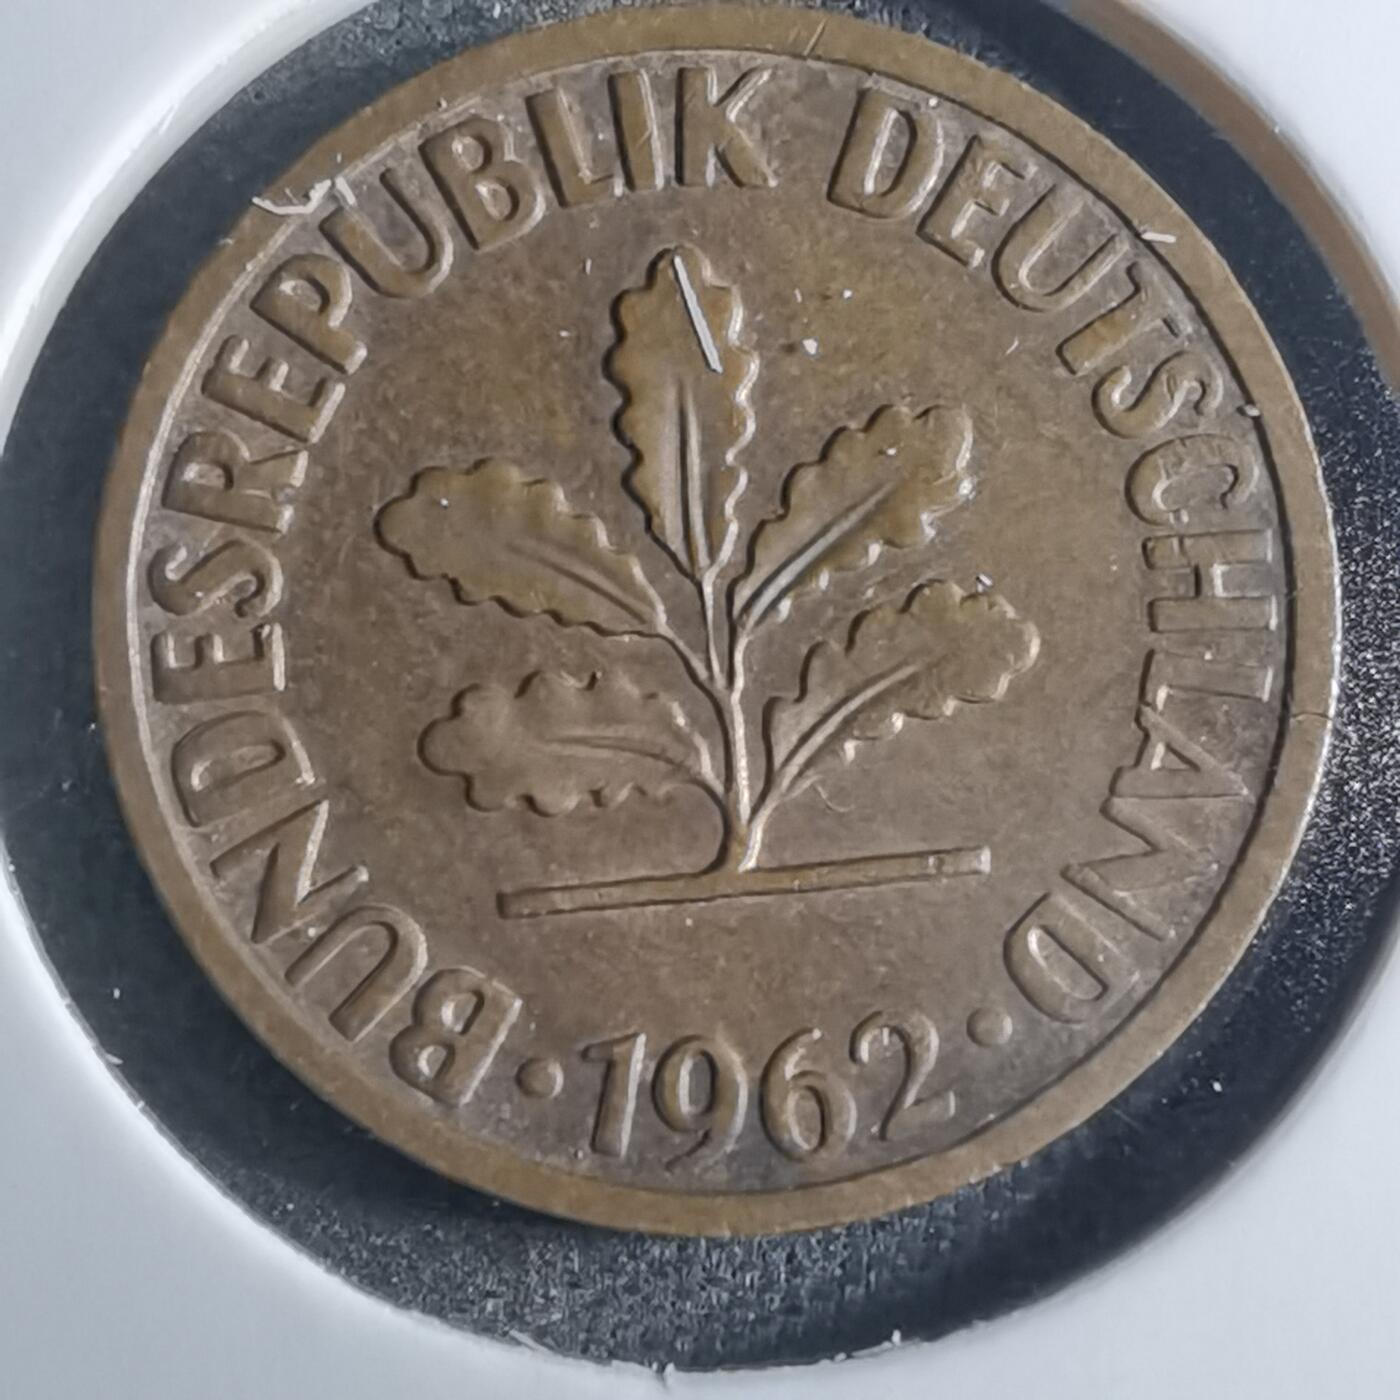 BUNDESREPUBLIK DEUTSCHLAND
· 1962 ·